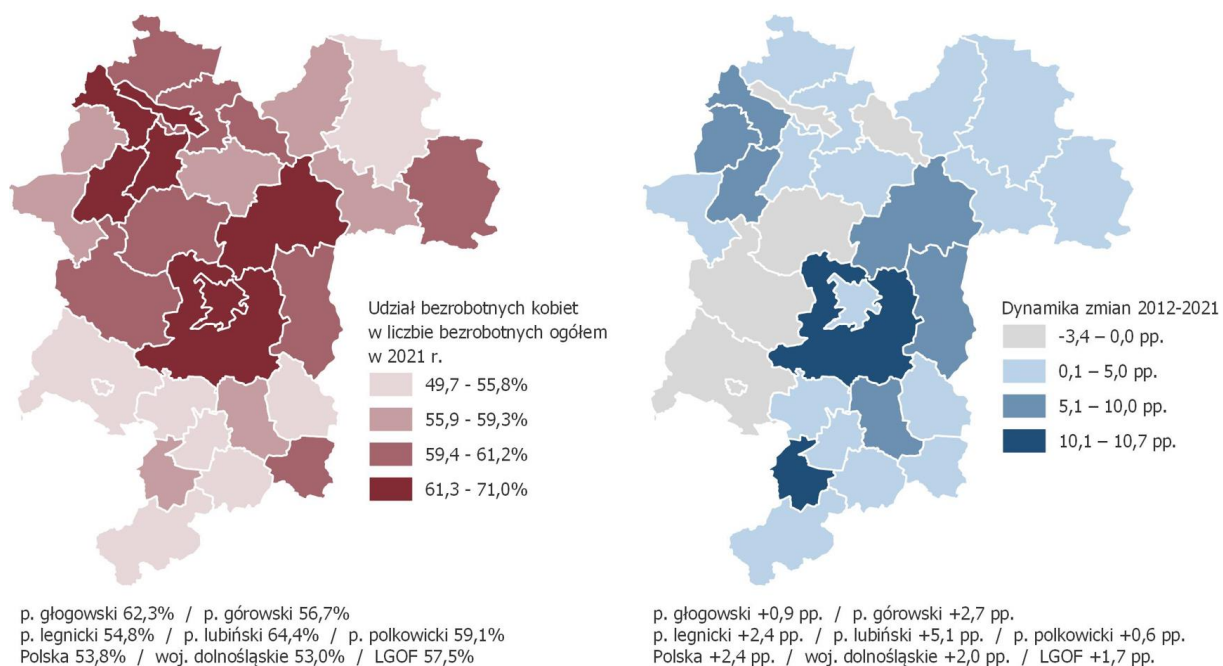 Udział bezrobotnych kobiet
w liczbie bezrobotnych ogółem
w 2021 r.
49,7 - 55,8%
55,9 - 59,3%
59,4 - 61,2%
61,3 - 71,0%
p. głogowski 62,3% / p. górowski 56,7%
p. legnicki 54,8% / p. lubiński 64,4% / p. polkowicki 59,1%
Polska 53,8% / woj. dolnośląskie 53,0% / LGOF 57,5%
Dynamika zmian 2012-2021
-3,4 – 0,0 pp.
0,1 – 5,0 pp.
5,1 – 10,0 pp.
10,1 – 10,7 pp.
p. głogowski +0,9 pp. / p. górowski +2,7 pp.
p. legnicki +2,4 pp. / p. lubiński +5,1 pp. / p. polkowicki +0,6 pp.
Polska +2,4 pp. / woj. dolnośląskie +2,0 pp. / LGOF +1,7 pp.